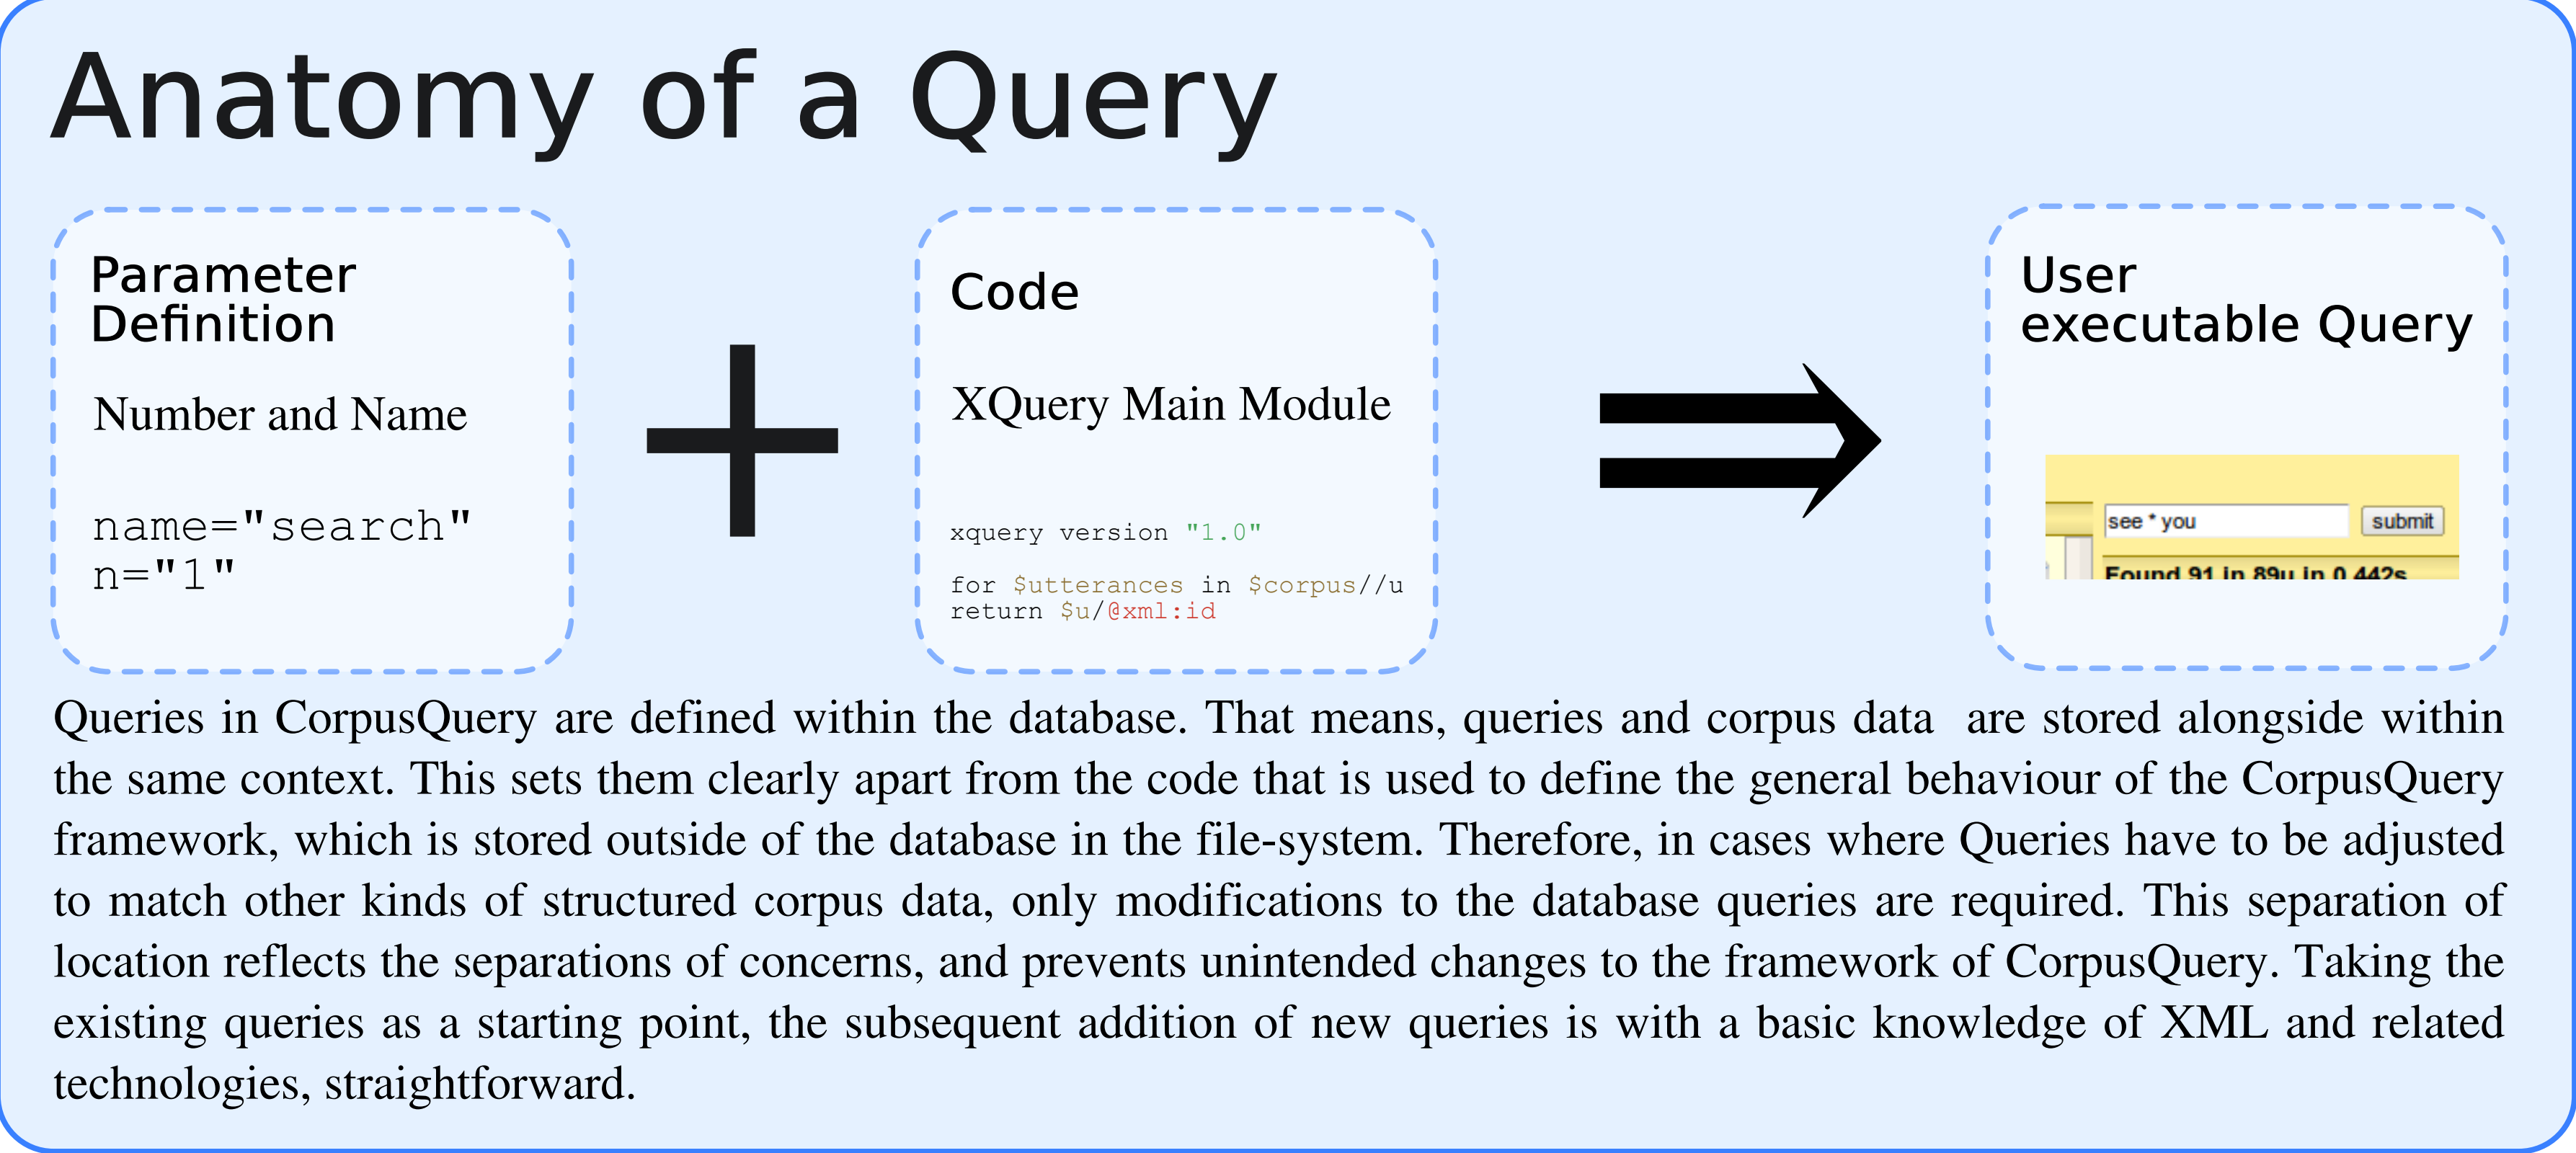 Anatomy of a Query
Parameter
Definition
Number and Name
name="search"
n="1"
Code
XQuery Main Module
xquery version "1.0"
for $utterances in $corpus//u
return $u/@xml:id
User
executable Query
see * you
submit
Found 91 in 89u in 0.442s
Queries in CorpusQuery are defined within the database. That means, queries and corpus data  are stored alongside within
the same context. This sets them clearly apart from the code that is used to define the general behaviour of the CorpusQuery
framework, which is stored outside of the database in the file-system. Therefore, in cases where Queries have to be adjusted
to match other kinds of structured corpus data, only modifications to the database queries are required. This separation of
location reflects the separations of concerns, and prevents unintended changes to the framework of CorpusQuery. Taking the
existing queries as a starting point, the subsequent addition of new queries is with a basic knowledge of XML and related
technologies, straightforward.